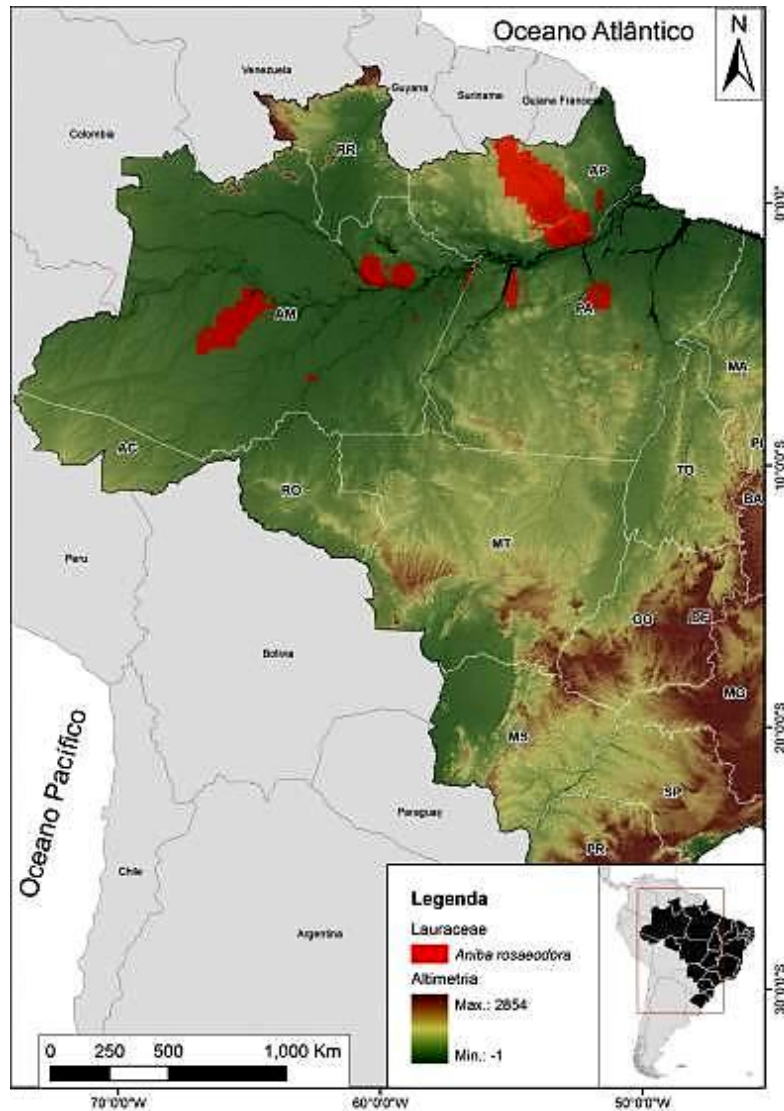 Oceano Atlântico
N
Venezuela
Guyana
Suriname
Guiana Francesa
Colombia
RR
AP
0°0'0"
AM
PA
MA
PI
AC
TO
10°0'0"S
BA
RO
Peru
MT
GO
DF
Bolivia
MG
Oceano Pacífico
MS
20°0'0"S
SP
Paraguay
PR
Chile
Legenda
Lauraceae
Aniba rosaeodora
Argentina
Altimetria
Max.: 2854
30°0'0"S
0 250 500 1,000 Km
Min.: -1
70°0'0"W 60°0'0"W 50°0'0"W